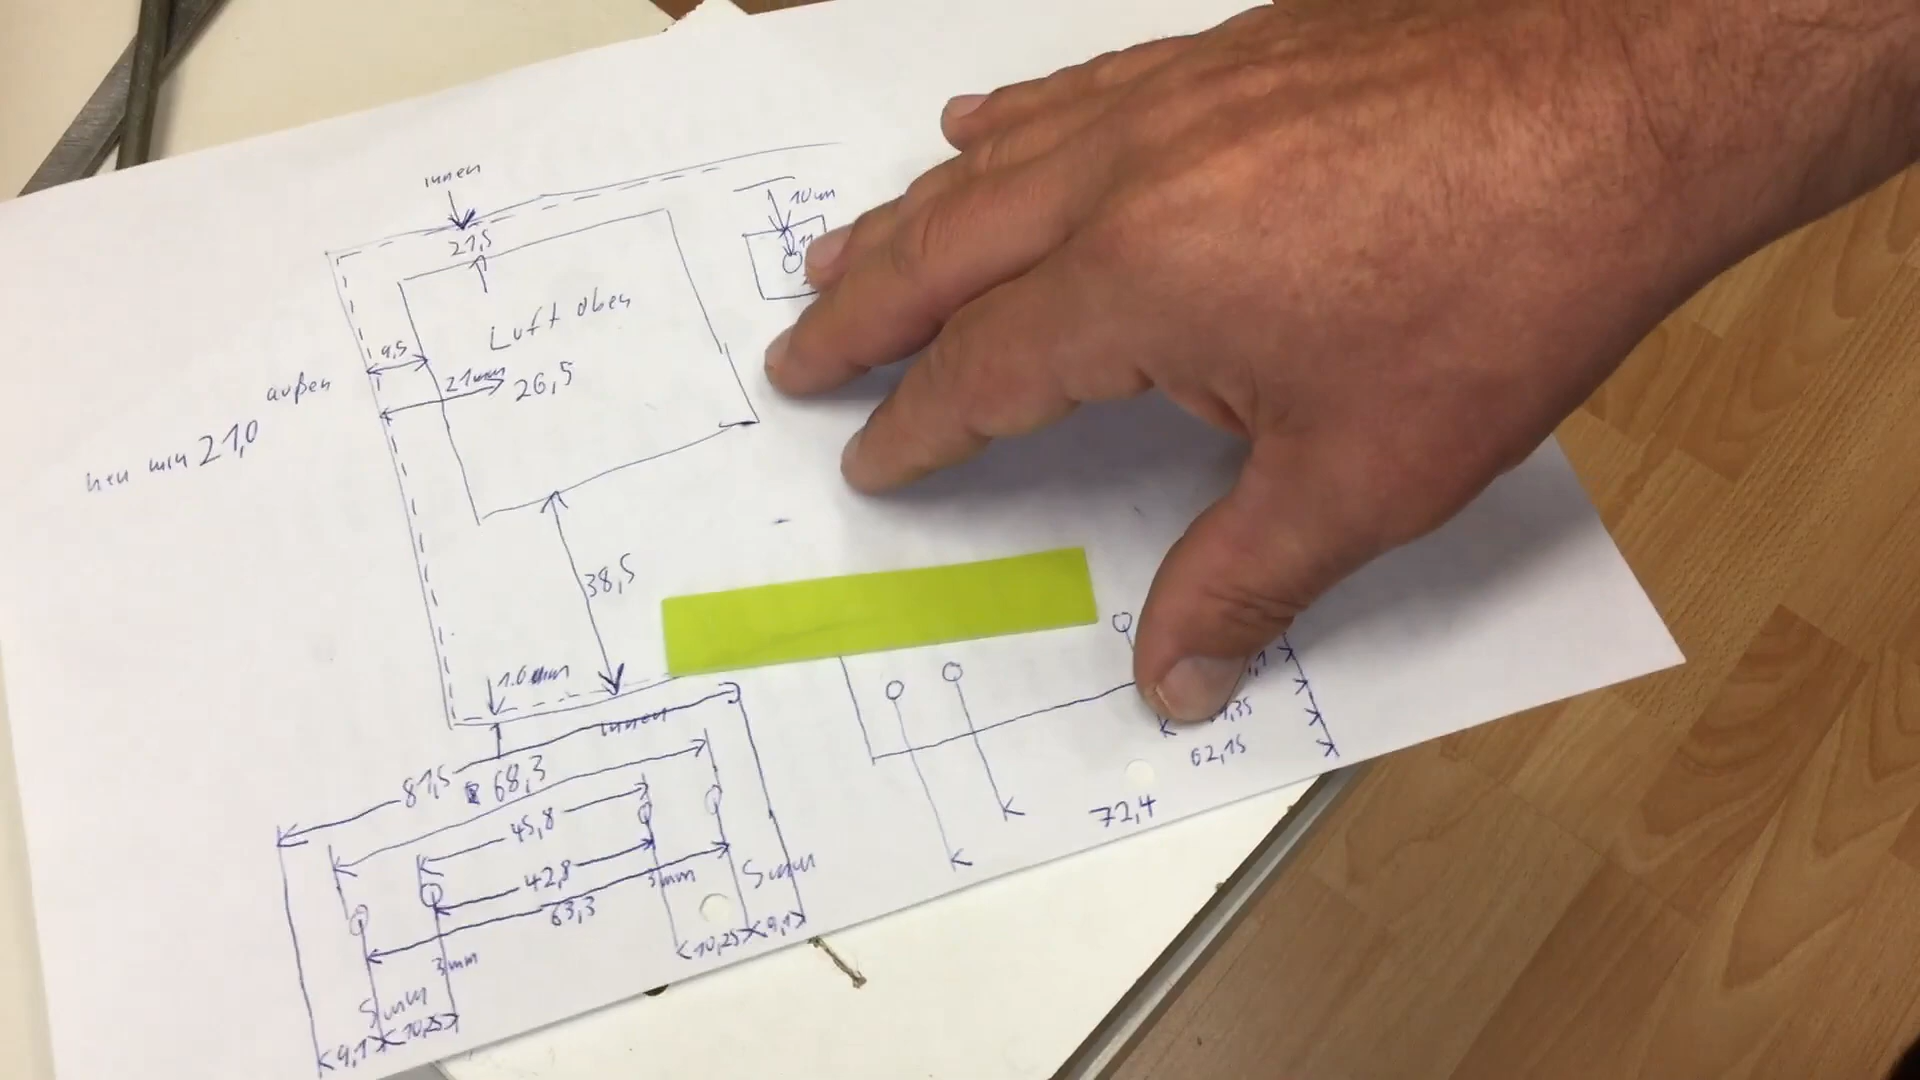 innen
10mm
21,5
11
Luft oben
9,5
21mm
26,5
außen
min 21,0
38,5
1.6mm
innen
81,5
68,3
45,8
42,8
63,3
3mm
5mm
10,25
9,1
3mm
5mm
9,1
10,25
62,15
72,4